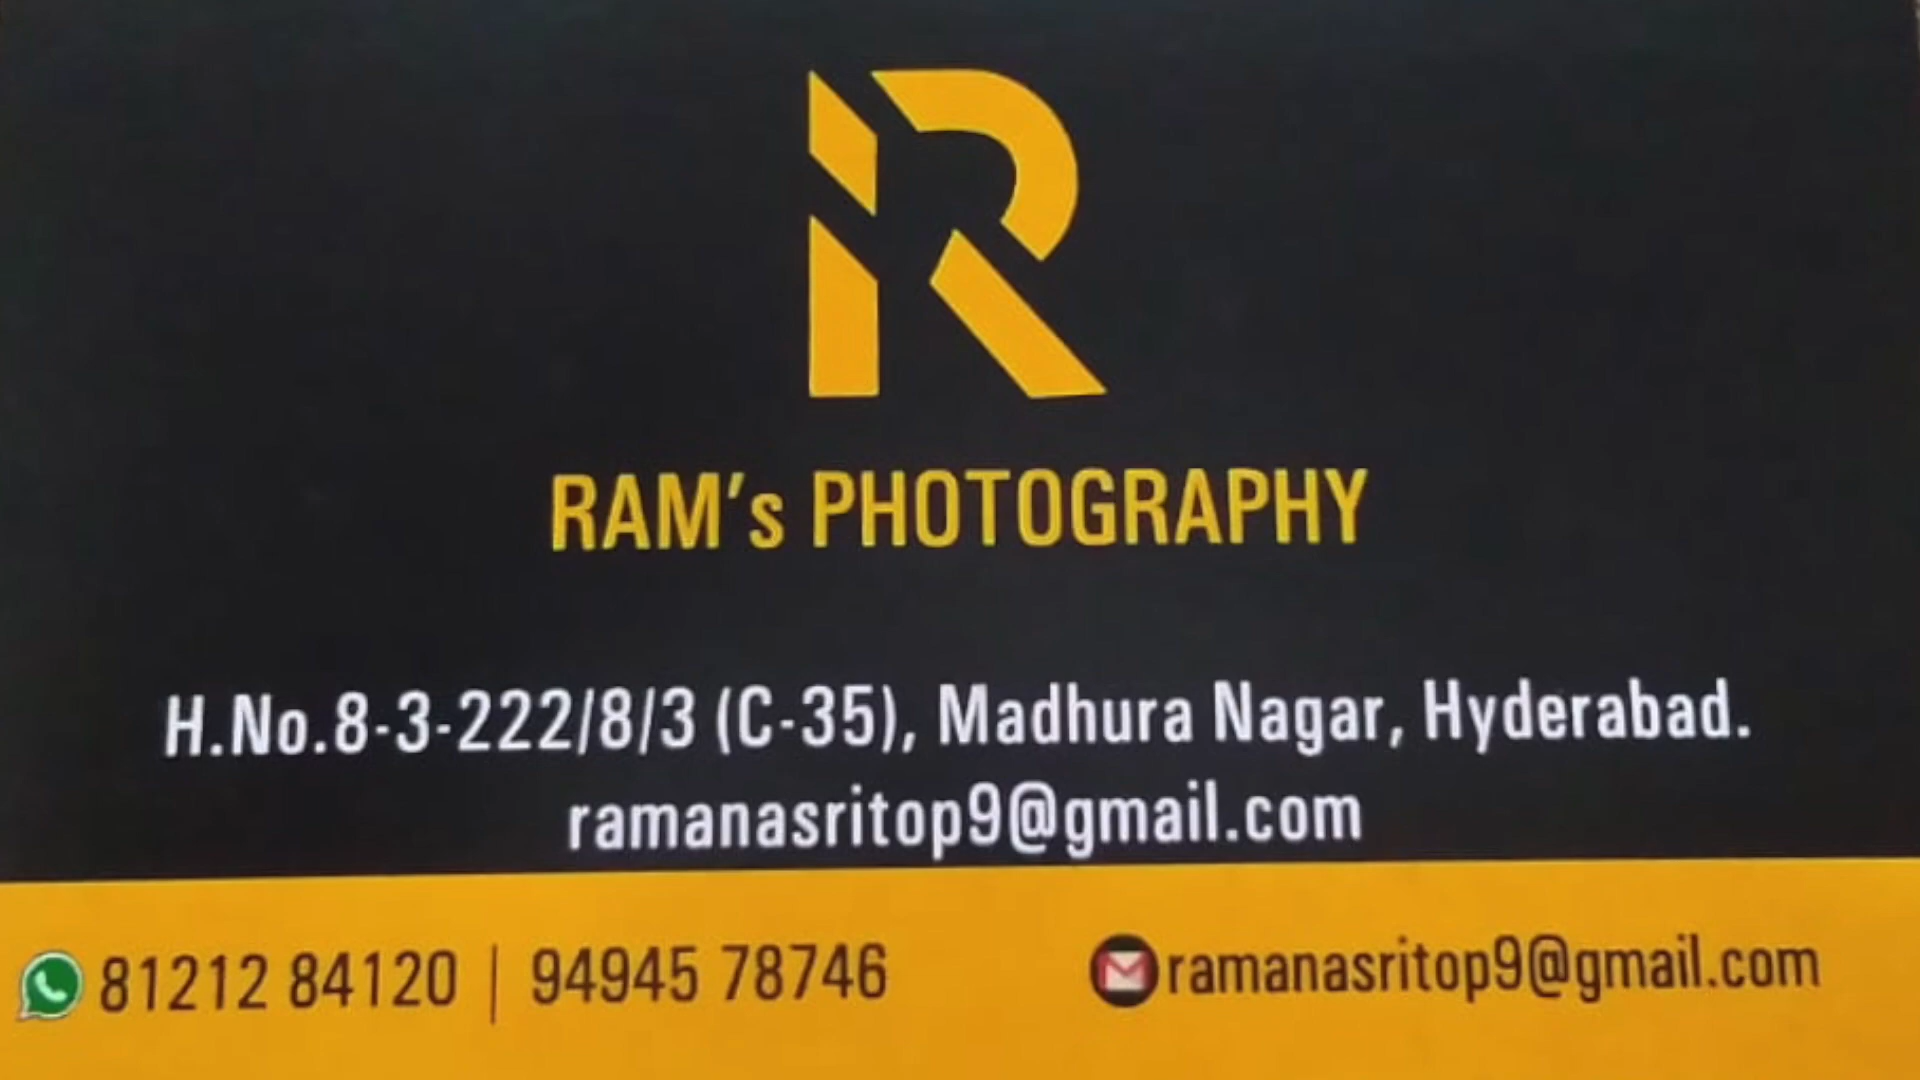 R
RAM's PHOTOGRAPHY
H.No.8-3-222/8/3 (C-35), Madhura Nagar, Hyderabad.
ramanasritop9@gmail.com
81212 84120 | 94945 78746
ramanasritop9@gmail.com